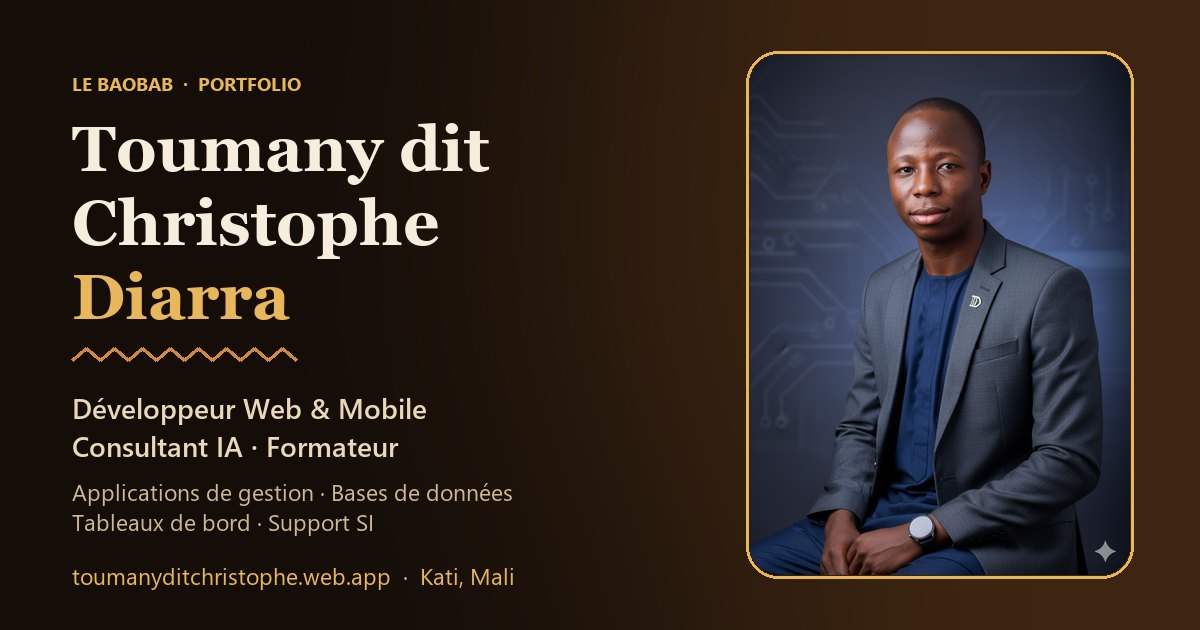 LE BAOBAB · PORTFOLIO
Toumany dit
Christophe
Diarra
Développeur Web & Mobile
Consultant IA · Formateur
Applications de gestion · Bases de données
Tableaux de bord · Support SI
toumanyditchristophe.web.app · Kati, Mali